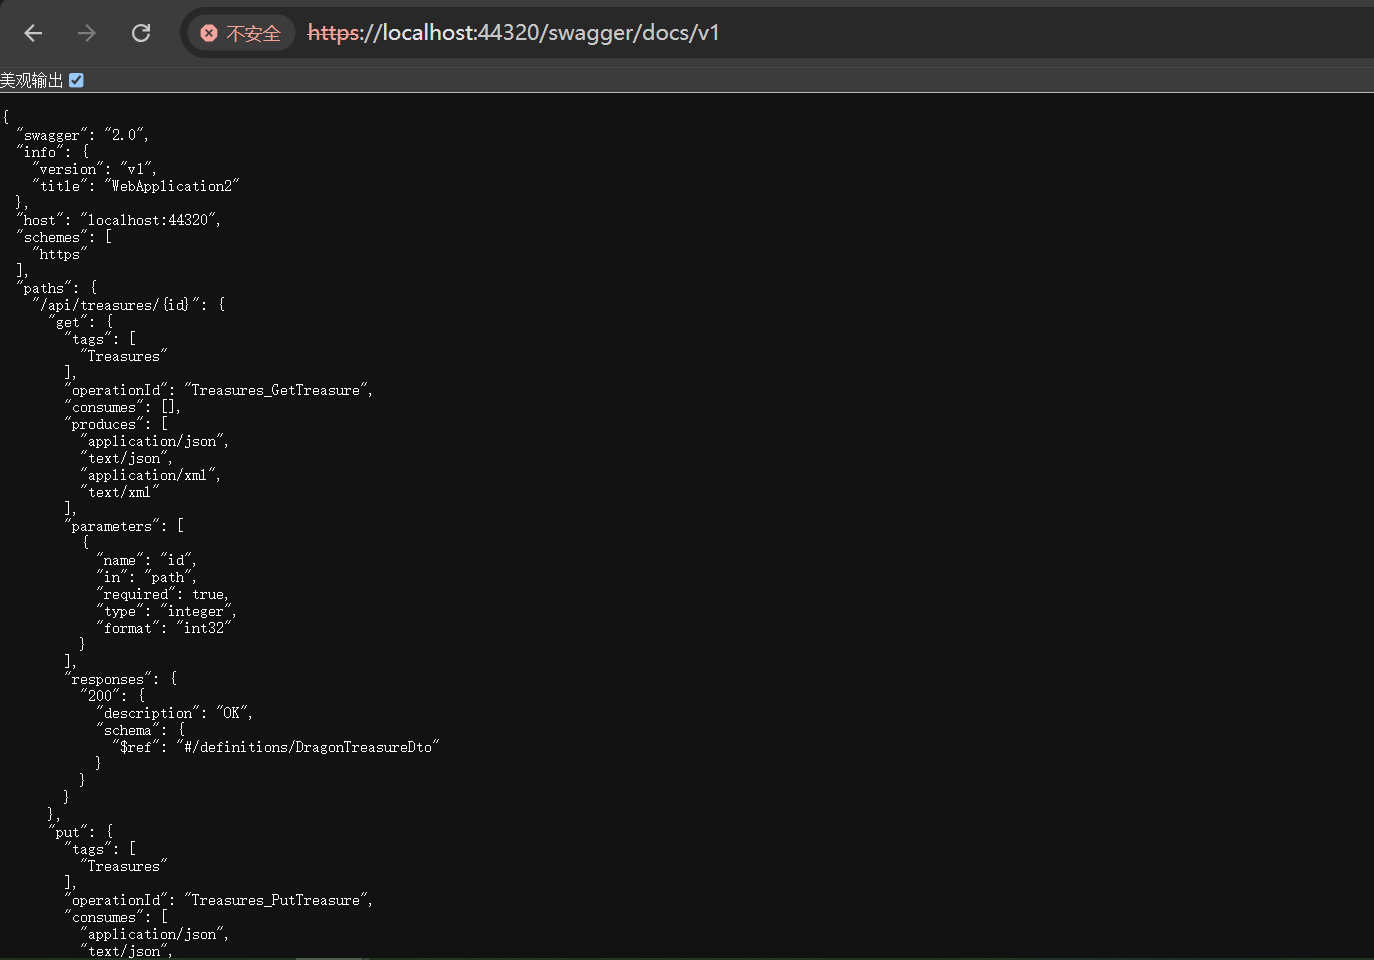 不安全 https://localhost:44320/swagger/docs/v1
美观输出
{
  "swagger": "2.0",
  "info": {
    "version": "v1",
    "title": "WebApplication2"
  },
  "host": "localhost:44320",
  "schemes": [
    "https"
  ],
  "paths": {
    "/api/treasures/{id}": {
      "get": {
        "tags": [
          "Treasures"
        ],
        "operationId": "Treasures_GetTreasure",
        "consumes": [],
        "produces": [
          "application/json",
          "text/json",
          "application/xml",
          "text/xml"
        ],
        "parameters": [
          {
            "name": "id",
            "in": "path",
            "required": true,
            "type": "integer",
            "format": "int32"
          }
        ],
        "responses": {
          "200": {
            "description": "OK",
            "schema": {
              "$ref": "#/definitions/DragonTreasureDto"
            }
          }
        }
      },
      "put": {
        "tags": [
          "Treasures"
        ],
        "operationId": "Treasures_PutTreasure",
        "consumes": [
          "application/json",
          "text/json",